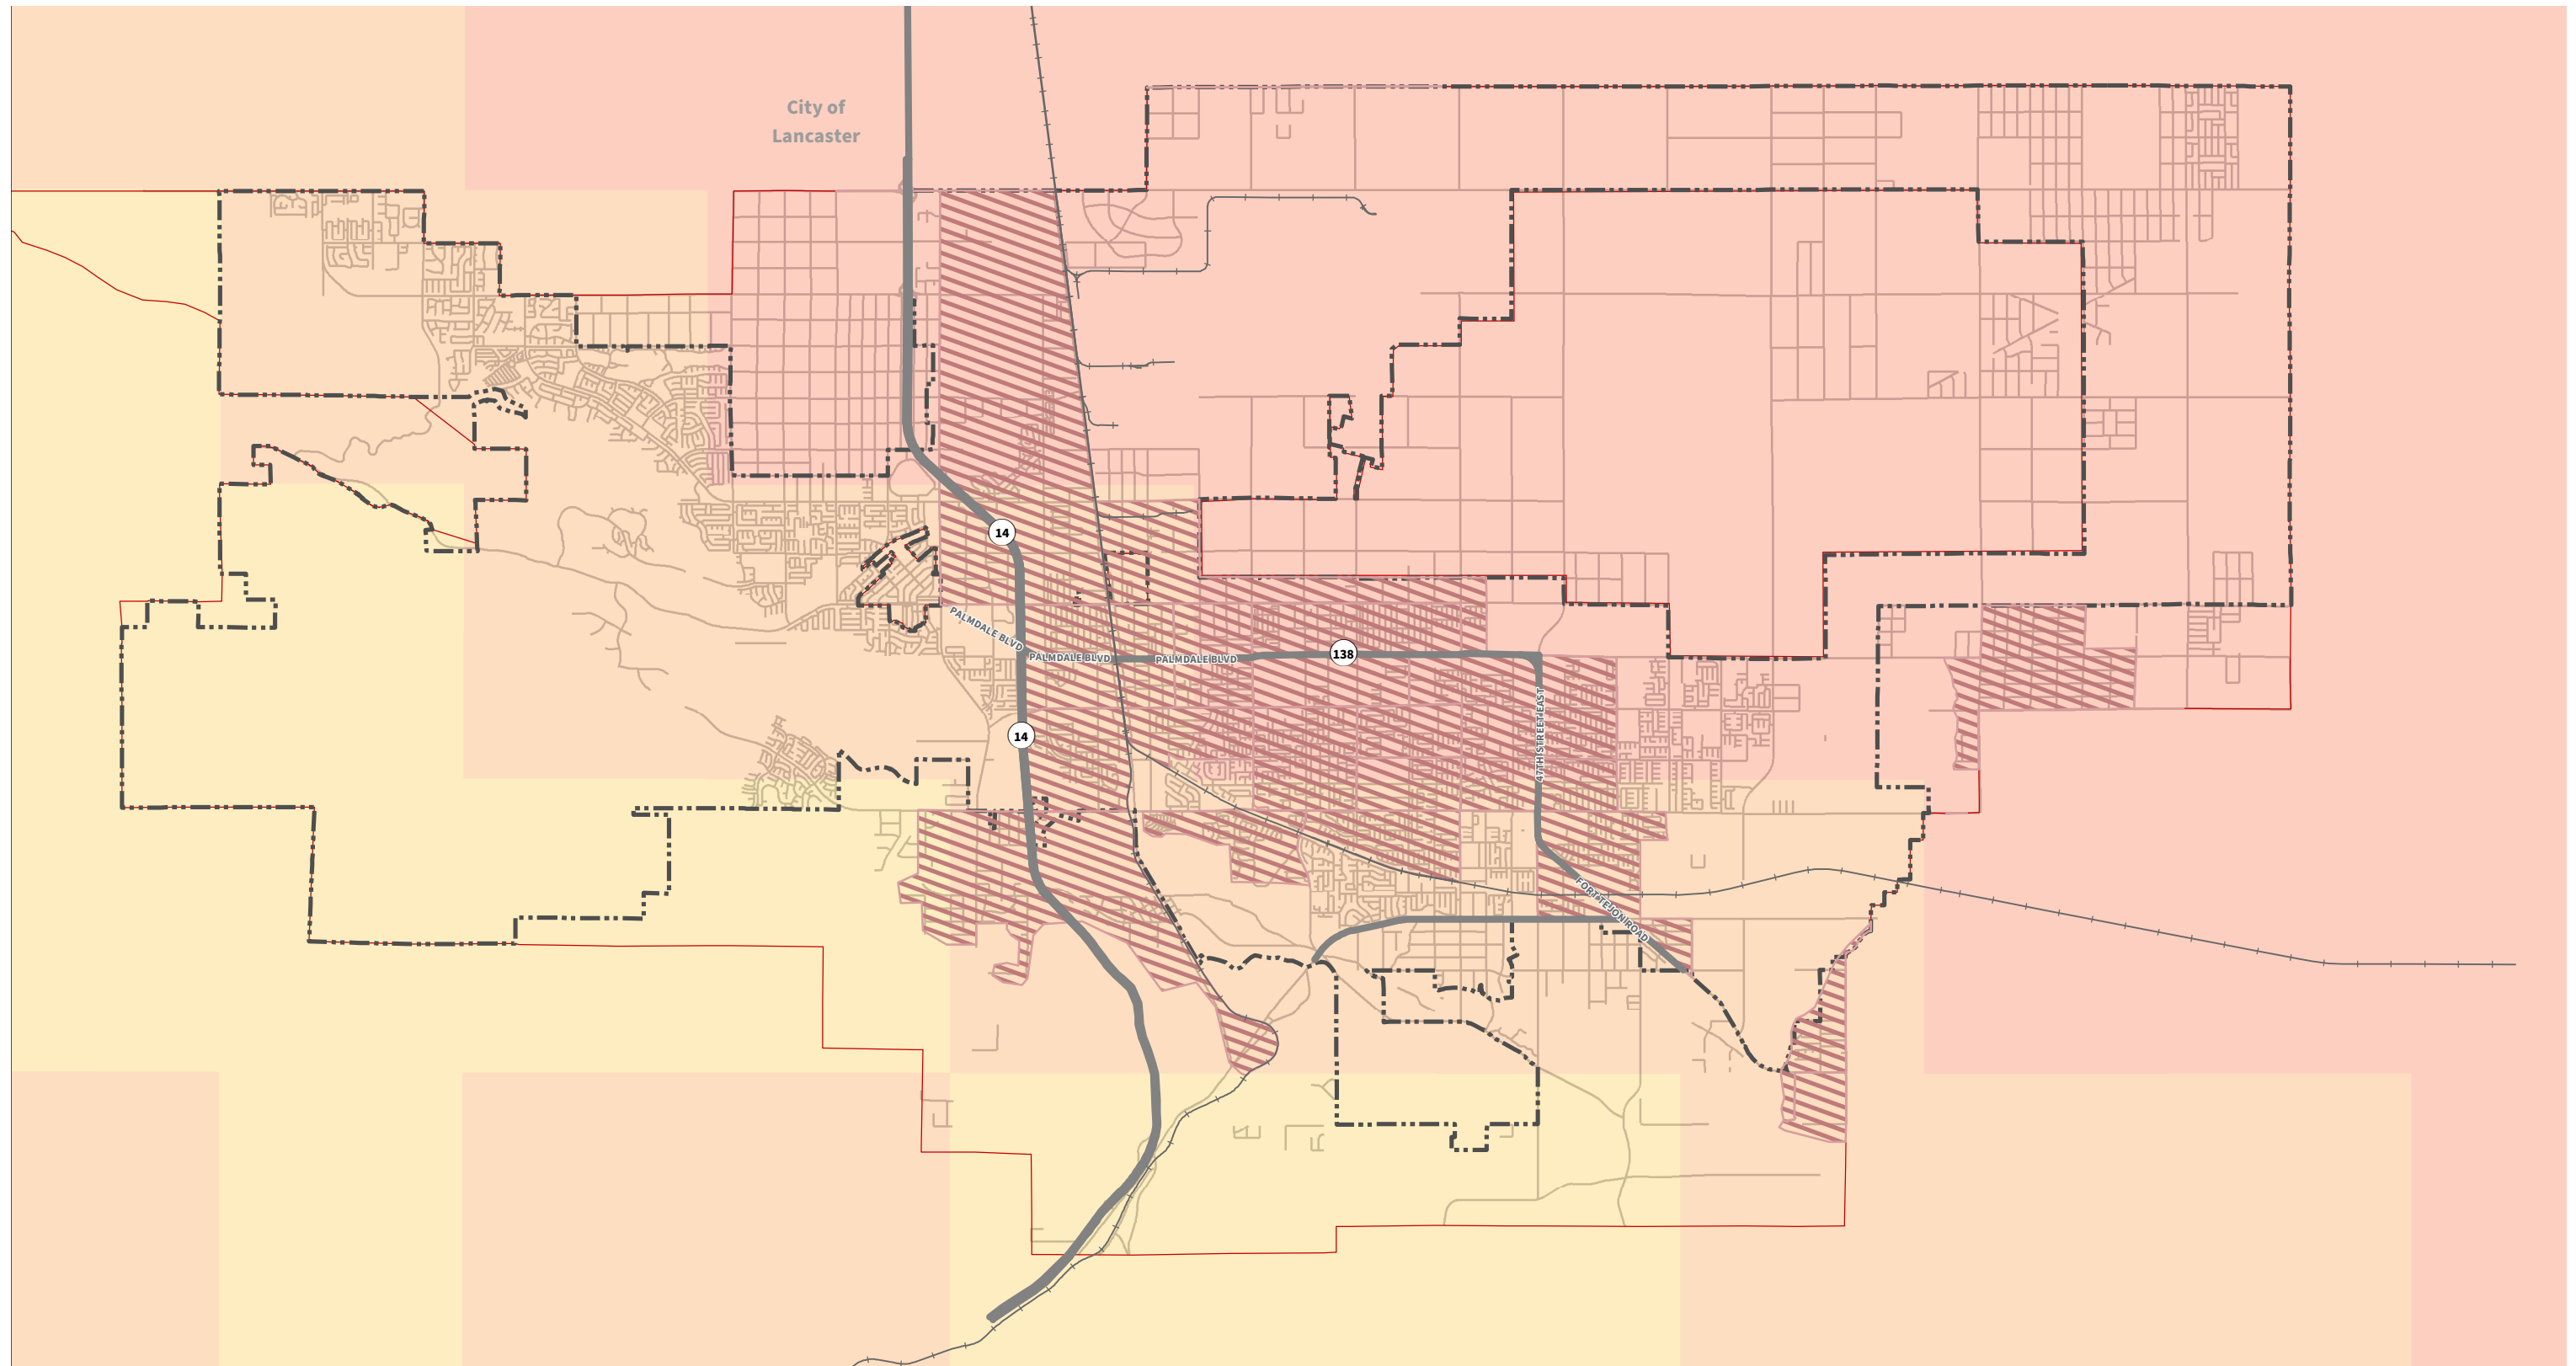 City of
Lancaster
14
PALMDALE BLVD
PALMDALE BLVD
PALMDALE BLVD
138
47TH STREET EAST
14
FORT TEJON ROAD